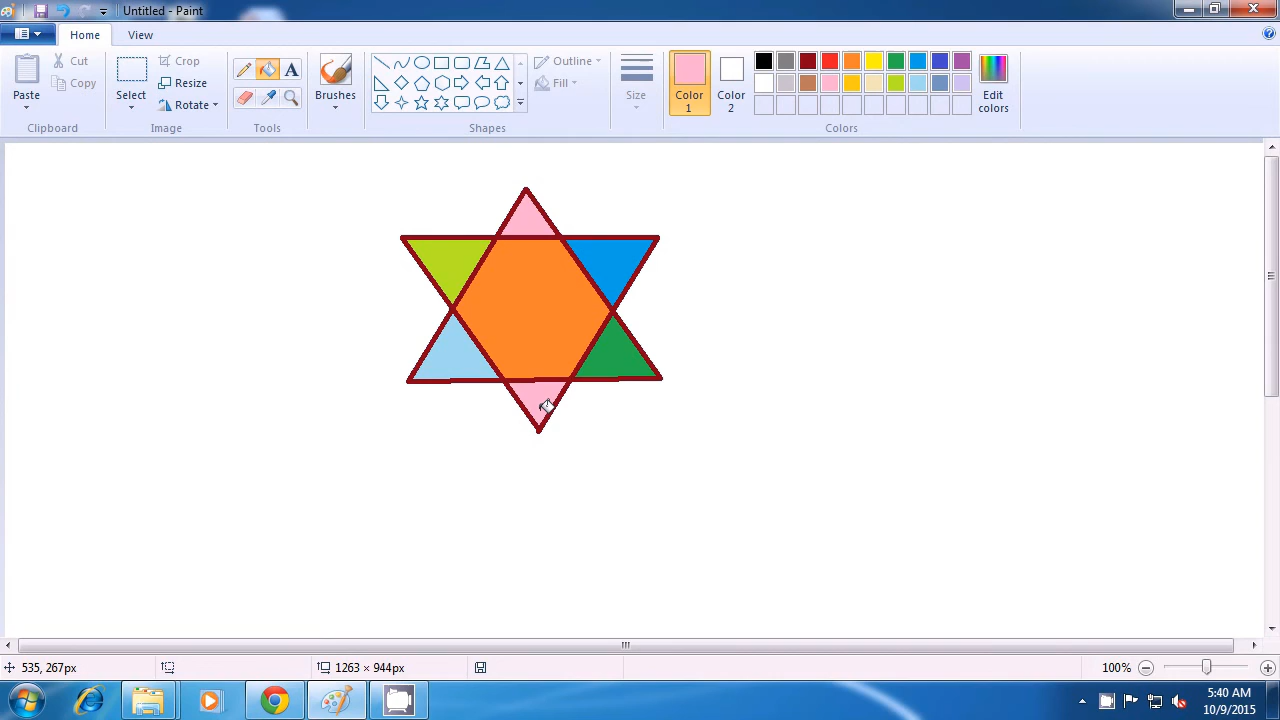 Untitled - Paint
Home View
Paste
Cut
Copy
Clipboard
Select
Crop
Resize
Rotate
Image
A
Tools
Brushes
Shapes
Outline
Fill
Size
Color 1
Color 2
Edit colors
Colors
535, 267px
1263 × 944px
100%
5:40 AM
10/9/2015